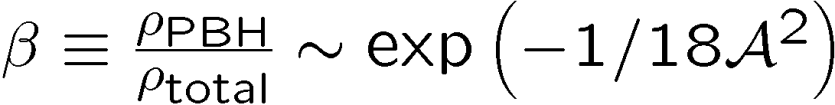 β ≡ ρ_PBH/ρ_total ∼ exp (−1/18𝒜²)